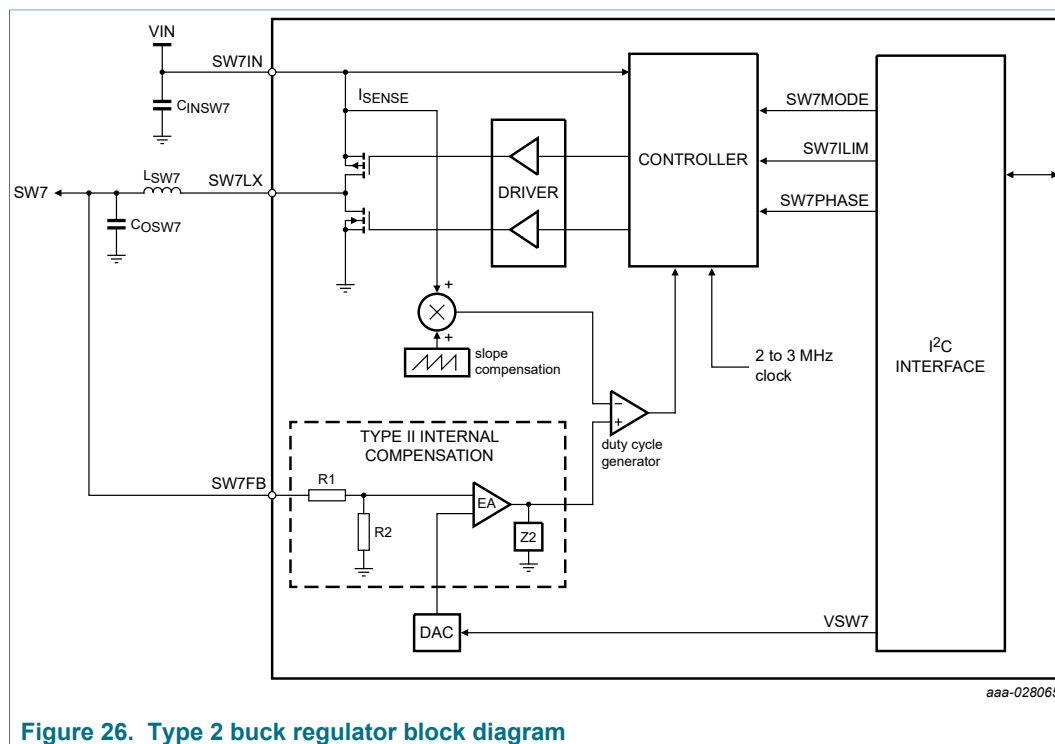 VIN
SW7IN
CINSW7
ISENSE
SW7MODE
SW7ILIM
SW7PHASE
CONTROLLER
DRIVER
LSW7
SW7LX
SW7
COSW7
+
+
slope
compensation
2 to 3 MHz
clock
I2C
INTERFACE
−
+
duty cycle
generator
TYPE II INTERNAL
COMPENSATION
SW7FB
R1
R2
EA
Z2
DAC
VSW7
aaa-028065
Figure 26. Type 2 buck regulator block diagram